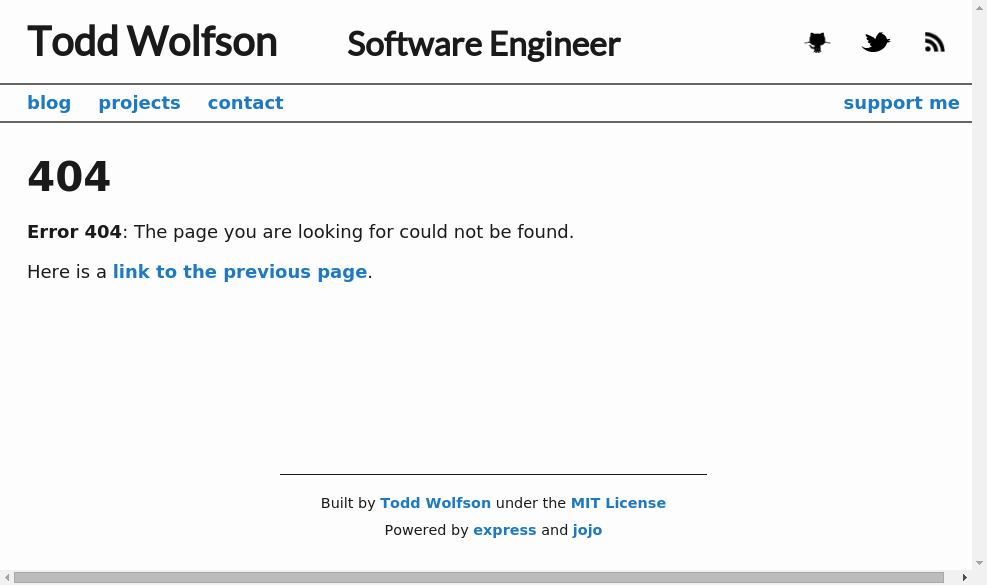 Todd Wolfson Software Engineer
blog projects contact support me
404
Error 404: The page you are looking for could not be found.
Here is a link to the previous page.
Built by Todd Wolfson under the MIT License
Powered by express and jojo